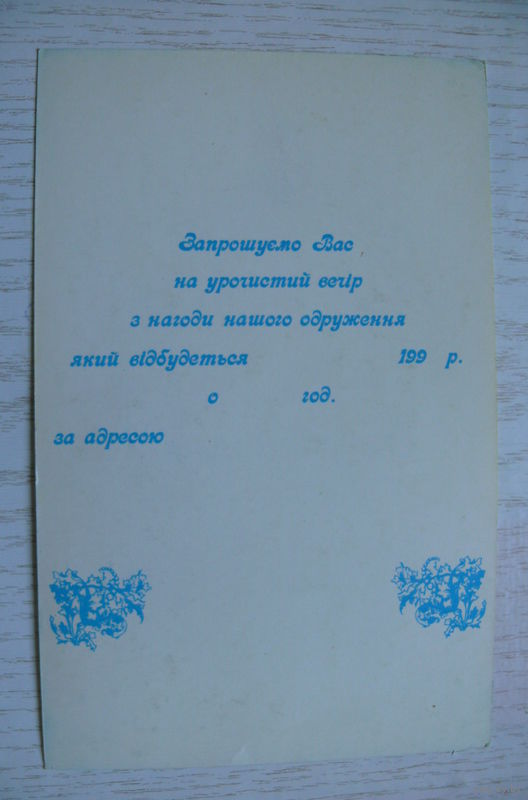 Запрошуємо Вас
на урочистий вечір
з нагоди нашого одруження
який відбудеться 199 р.
о год.
за адресою